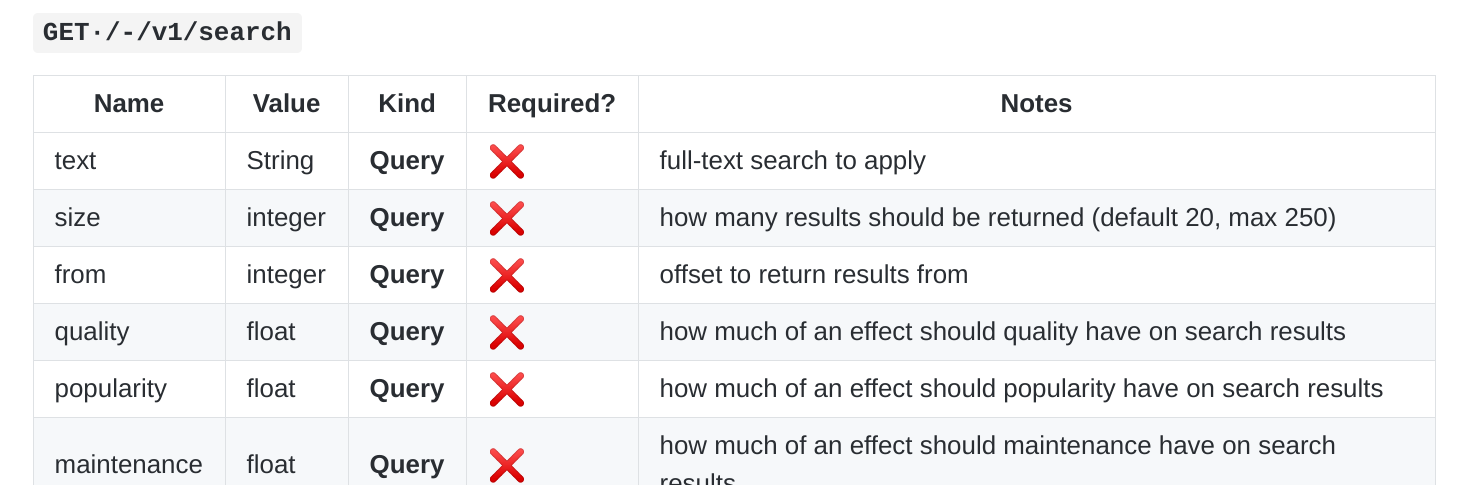 GET·/-/v1/search
Name Value Kind Required? Notes
text String Query ❌ full-text search to apply
size integer Query ❌ how many results should be returned (default 20, max 250)
from integer Query ❌ offset to return results from
quality float Query ❌ how much of an effect should quality have on search results
popularity float Query ❌ how much of an effect should popularity have on search results
maintenance float Query ❌ how much of an effect should maintenance have on search
results